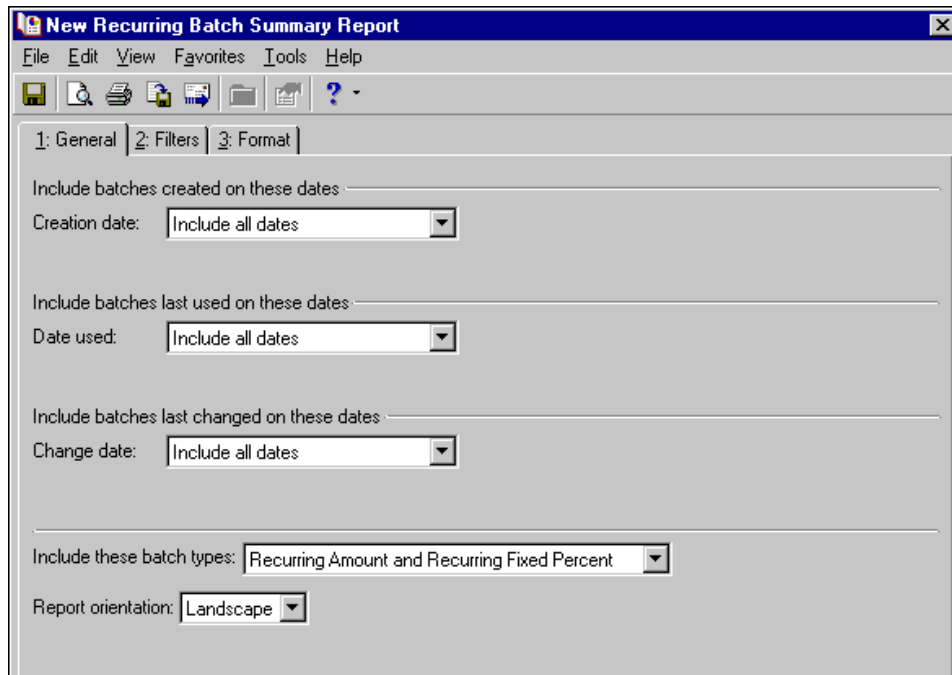 New Recurring Batch Summary Report
File Edit View Favorites Tools Help
?
1: General 2: Filters 3: Format
Include batches created on these dates
Creation date: Include all dates
Include batches last used on these dates
Date used: Include all dates
Include batches last changed on these dates
Change date: Include all dates
Include these batch types: Recurring Amount and Recurring Fixed Percent
Report orientation: Landscape